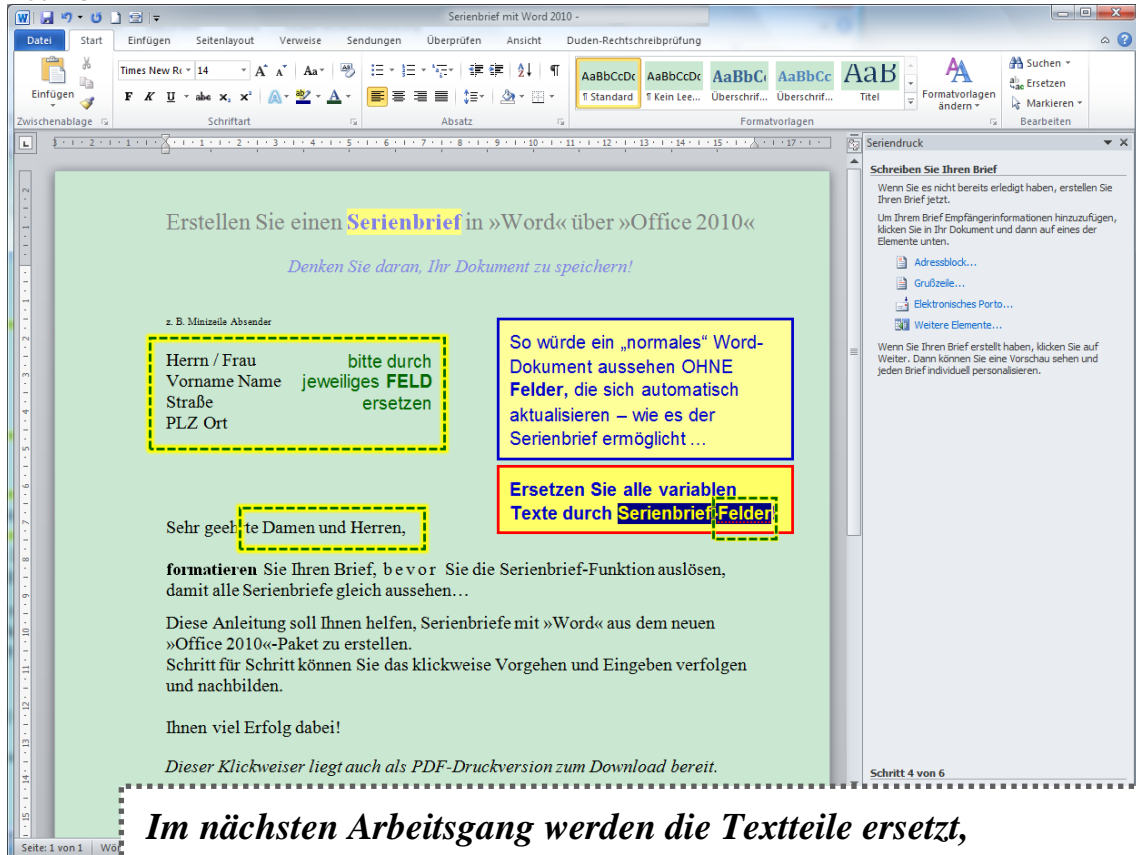 Serienbrief mit Word 2010 -
Datei Start Einfügen Seitenlayout Verweise Sendungen Überprüfen Ansicht Duden-Rechtschreibprüfung
Einfügen
Times New Ro 14
F K U abe x, x²
AaBbCcDc AaBbCcDc AaBbC AaBbCc AaB
¶ Standard ¶ Kein Lee... Überschrif... Überschrif... Titel
Formatvorlagen ändern
Suchen
Ersetzen
Markieren
Zwischenablage Schriftart Absatz Formatvorlagen Bearbeiten
Seriendruck
Schreiben Sie Ihren Brief
Wenn Sie es nicht bereits erledigt haben, erstellen Sie
Ihren Brief jetzt.
Um Ihrem Brief Empfängerinformationen hinzuzufügen,
klicken Sie in Ihr Dokument und dann auf eines der
Elemente unten.
Adressblock...
Grußzeile...
Elektronisches Porto...
Weitere Elemente...
Wenn Sie Ihren Brief erstellt haben, klicken Sie auf
Weiter. Dann können Sie eine Vorschau sehen und
jeden Brief individuell personalisieren.
Schritt 4 von 6
Erstellen Sie einen Serienbrief in »Word« über »Office 2010«
Denken Sie daran, Ihr Dokument zu speichern!
z. B. Minizeile Absender
Herrn / Frau
Vorname Name
Straße
PLZ Ort
bitte durch
jeweiliges FELD
ersetzen
So würde ein „normales“ Word-
Dokument aussehen OHNE
Felder, die sich automatisch
aktualisieren – wie es der
Serienbrief ermöglicht …
Ersetzen Sie alle variablen
Texte durch Serienbrief-Felder
Sehr geehrte Damen und Herren,
formatieren Sie Ihren Brief, bevor Sie die Serienbrief-Funktion auslösen,
damit alle Serienbriefe gleich aussehen…
Diese Anleitung soll Ihnen helfen, Serienbriefe mit »Word« aus dem neuen
»Office 2010«-Paket zu erstellen.
Schritt für Schritt können Sie das klickweise Vorgehen und Eingeben verfolgen
und nachbilden.
Ihnen viel Erfolg dabei!
Dieser Klickweiser liegt auch als PDF-Druckversion zum Download bereit.
Im nächsten Arbeitsgang werden die Textteile ersetzt,
Seite: 1 von 1